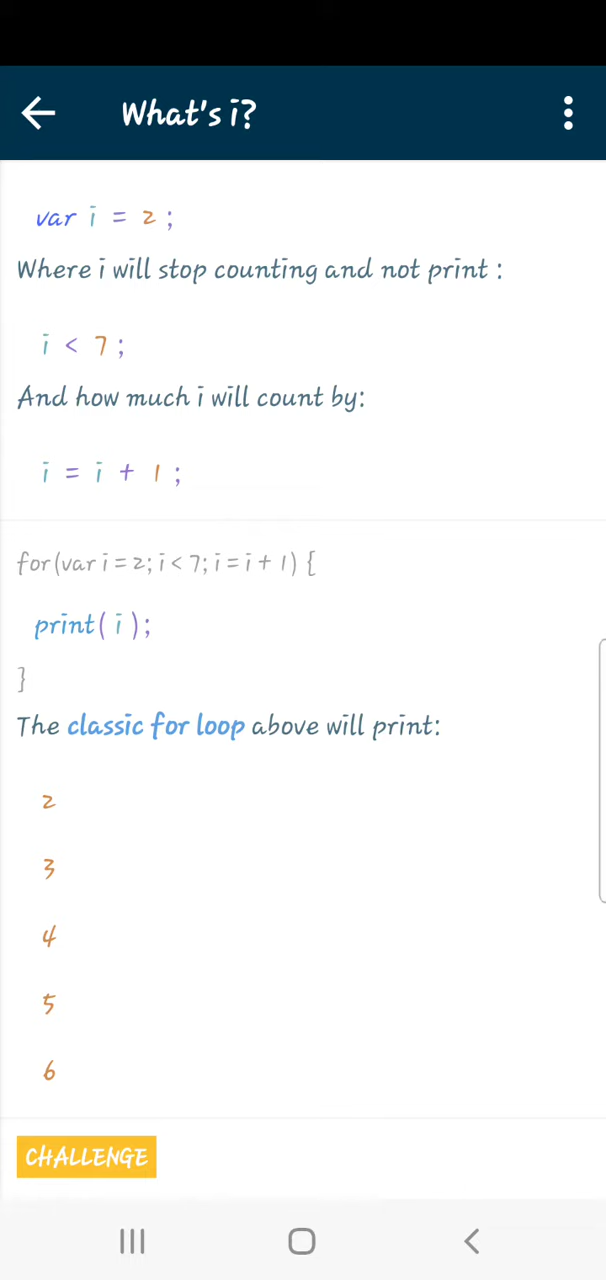 What's i?
var i = 2 ;
Where i will stop counting and not print :
i < 7 ;
And how much i will count by:
i = i + 1 ;
for(var i = 2; i < 7; i = i + 1) {
print( i );
}
The classic for loop above will print:
2
3
4
5
6
CHALLENGE